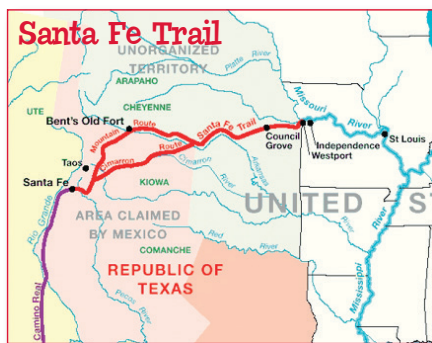 Santa Fe Trail
UNORGANIZED
TERRITORY
Platte River
ARAPAHO
UTE
CHEYENNE
Missouri
River
Bent's Old Fort
Mountain
Route
Santa Fe Trail
Council
Grove
Independence
Westport
St Louis
Taos
Cimarron
Route
Cimarron
River
Arkansas
River
Santa Fe
KIOWA
UNITED ST
Rio Grande
AREA CLAIMED
BY MEXICO
COMANCHE
Red
River
REPUBLIC OF
TEXAS
Pecos
River
Camino Real
Mississippi
River